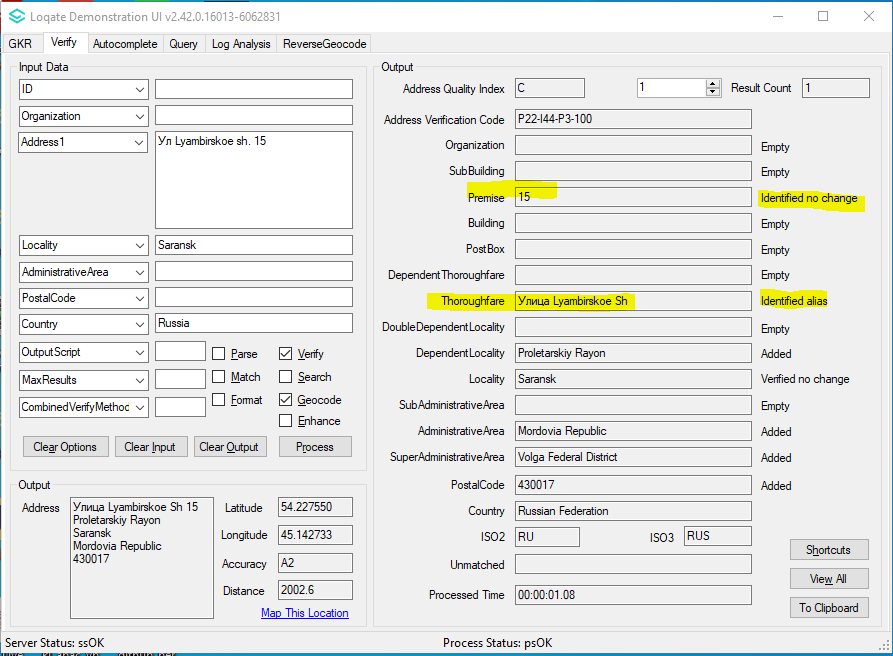 Loqate Demonstration UI v2.42.0.16013-6062831
GKR Verify Autocomplete Query Log Analysis ReverseGeocode
Input Data
ID
Organization
Address1 Ул Lyambirskoe sh. 15
Locality Saransk
AdministrativeArea
PostalCode
Country Russia
OutputScript Parse Verify
MaxResults Match Search
CombinedVerifyMethod Format Geocode
Enhance
Clear Options Clear Input Clear Output Process
Output
Address Улица Lyambirskoe Sh 15
Proletarskiy Rayon
Saransk
Mordovia Republic
430017
Latitude 54.227550
Longitude 45.142733
Accuracy A2
Distance 2002.6
Map This Location
Output
Address Quality Index C 1 Result Count 1
Address Verification Code P22-I44-P3-100
Organization Empty
SubBuilding Empty
Premise 15 Identified no change
Building Empty
PostBox Empty
DependentThoroughfare Empty
Thoroughfare Улица Lyambirskoe Sh Identified alias
DoubleDependentLocality Empty
DependentLocality Proletarskiy Rayon Added
Locality Saransk Verified no change
SubAdministrativeArea Empty
AdministrativeArea Mordovia Republic Added
SuperAdministrativeArea Volga Federal District Added
PostalCode 430017 Added
Country Russian Federation
ISO2 RU ISO3 RUS
Unmatched
Processed Time 00:00:01.08
Shortcuts
View All
To Clipboard
Server Status: ssOK Process Status: psOK